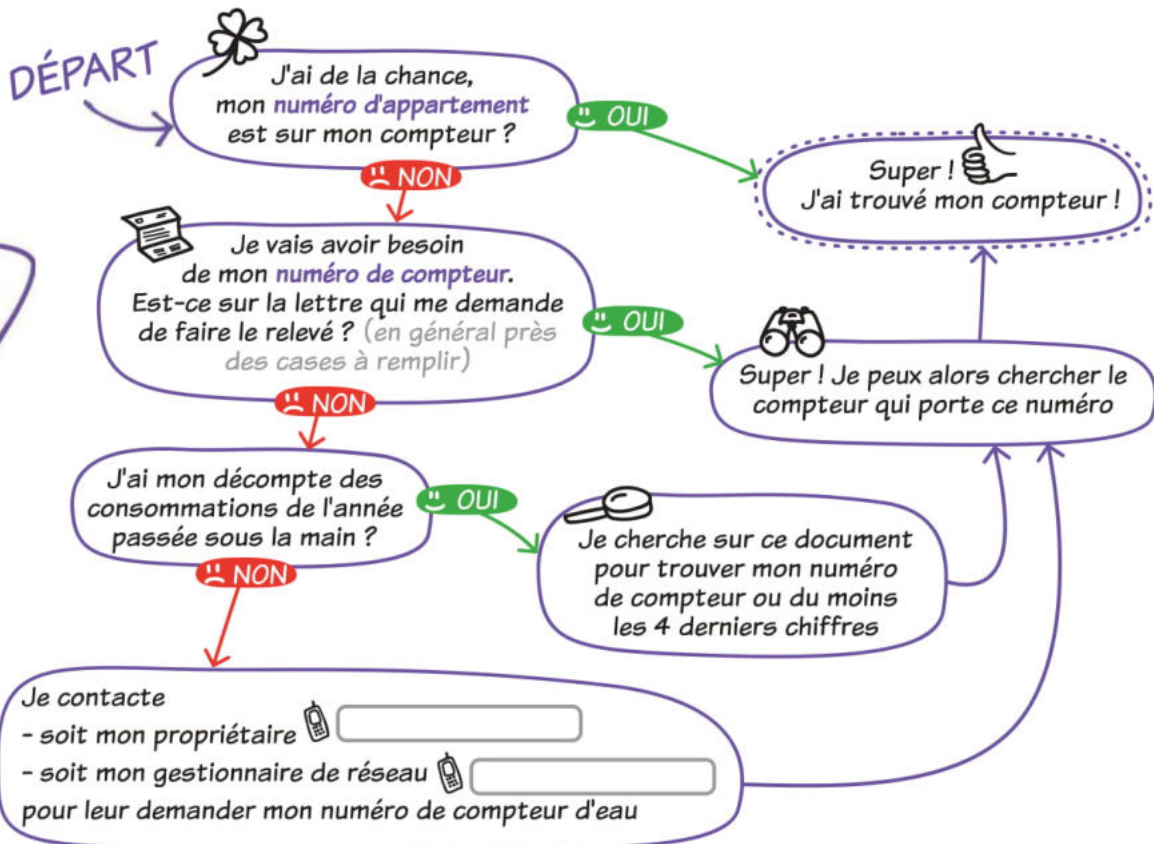 DÉPART
J'ai de la chance,
mon numéro d'appartement
est sur mon compteur ?
OUI
NON
Super !
J'ai trouvé mon compteur !
Je vais avoir besoin
de mon numéro de compteur.
Est-ce sur la lettre qui me demande
de faire le relevé ? (en général près
des cases à remplir)
OUI
NON
Super ! Je peux alors chercher le
compteur qui porte ce numéro
J'ai mon décompte des
consommations de l'année
passée sous la main ?
OUI
NON
Je cherche sur ce document
pour trouver mon numéro
de compteur ou du moins
les 4 derniers chiffres
Je contacte
- soit mon propriétaire
- soit mon gestionnaire de réseau
pour leur demander mon numéro de compteur d'eau